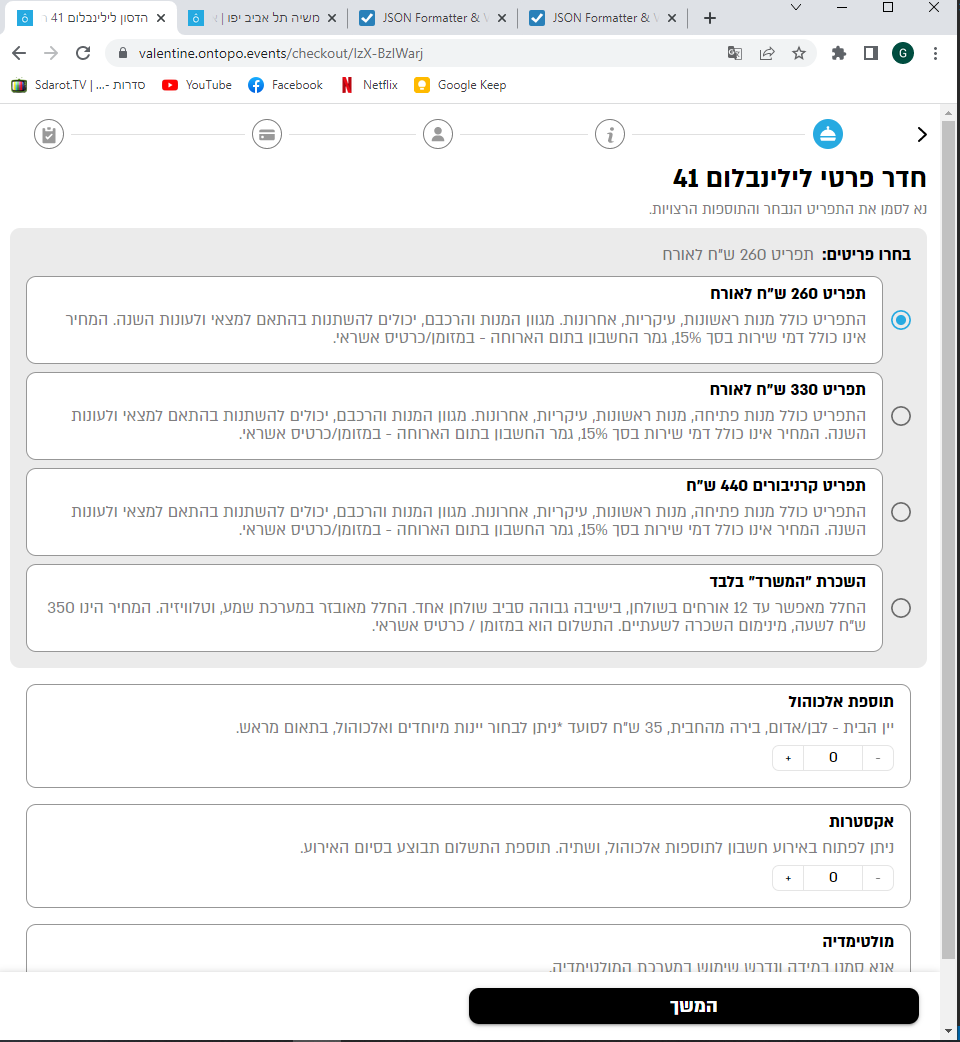 הדסון לילינבלום 41 ר
משיה תל אביב יפו | א
JSON Formatter & V
JSON Formatter & V
valentine.ontopo.events/checkout/IzX-BzIWarj
G
Sdarot.TV | ...- סדרות
YouTube
Facebook
Netflix
Google Keep
חדר פרטי לילינבלום 41
נא לסמן את התפריט הנבחר והתוספות הרצויות.
בחרו פריטים: תפריט 260 ש"ח לאורח
תפריט 260 ש"ח לאורח
התפריט כולל מנות ראשונות, עיקריות, אחרונות. מגוון המנות והרכבם, יכולים להשתנות בהתאם למצאי ולעונות השנה. המחיר
אינו כולל דמי שירות בסך 15%, גמר החשבון בתום הארוחה - במזומן/כרטיס אשראי.
תפריט 330 ש"ח לאורח
התפריט כולל מנות פתיחה, מנות ראשונות, עיקריות, אחרונות. מגוון המנות והרכבם, יכולים להשתנות בהתאם למצאי ולעונות
השנה. המחיר אינו כולל דמי שירות בסך 15%, גמר החשבון בתום הארוחה - במזומן/כרטיס אשראי.
תפריט קרניבורים 440 ש"ח
התפריט כולל מנות פתיחה, מנות ראשונות, עיקריות, אחרונות. מגוון המנות והרכבם, יכולים להשתנות בהתאם למצאי ולעונות
השנה. המחיר אינו כולל דמי שירות בסך 15%, גמר החשבון בתום הארוחה - במזומן/כרטיס אשראי.
השכרת "המשרד" בלבד
החלל מאפשר עד 12 אורחים בשולחן, בישיבה גבוהה סביב שולחן אחד. החלל מאובזר במערכת שמע, וטלוויזיה. המחיר הינו 350
ש"ח לשעה, מינימום השכרה לשעתיים. התשלום הוא במזומן / כרטיס אשראי.
תוספת אלכוהול
יין הבית - לבן/אדום, בירה מהחבית, 35 ש"ח לסועד *ניתן לבחור יינות מיוחדים ואלכוהול, בתאום מראש.
- 0 +
אקסטרות
ניתן לפתוח באירוע חשבון לתוספות אלכוהול, ושתיה. תוספת התשלום תבוצע בסיום האירוע.
- 0 +
מולטימדיה
אנא סמנו במידה ונדרש שימוש במערכת המולטימדיה.
המשך